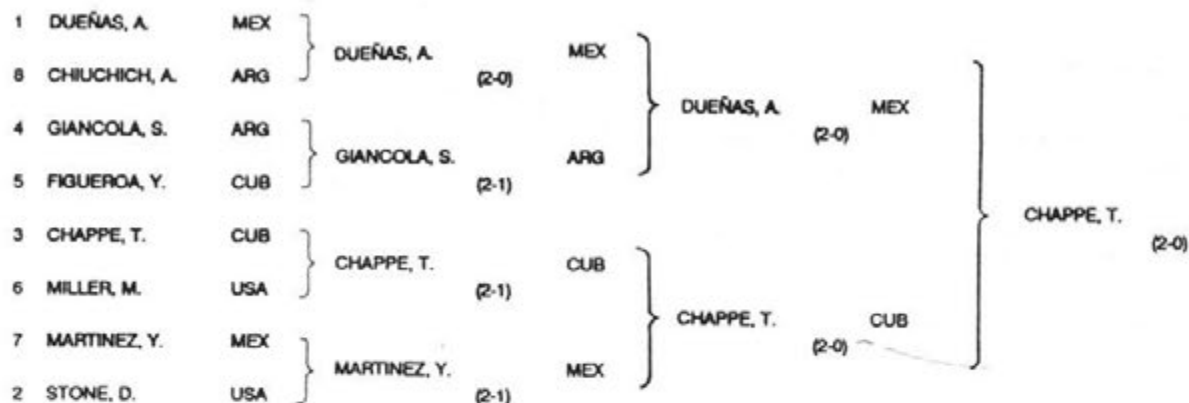 1 DUEÑAS, A. MEX
DUEÑAS, A. MEX
8 CHIUCHICH, A. ARG (2-0)
DUEÑAS, A. MEX
4 GIANCOLA, S. ARG (2-0)
GIANCOLA, S. ARG
5 FIGUEROA, Y. CUB (2-1)
CHAPPE, T.
3 CHAPPE, T. CUB (2-0)
CHAPPE, T. CUB
6 MILLER, M. USA (2-1)
CHAPPE, T. CUB
7 MARTINEZ, Y. MEX (2-0)
MARTINEZ, Y. MEX
2 STONE, D. USA (2-1)